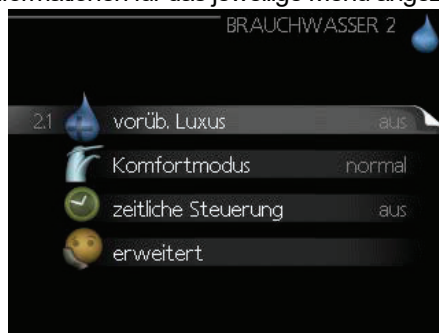 BRAUCHWASSER 2
2.1 vorüb. Luxus aus
Komfortmodus normal
zeitliche Steuerung aus
erweitert